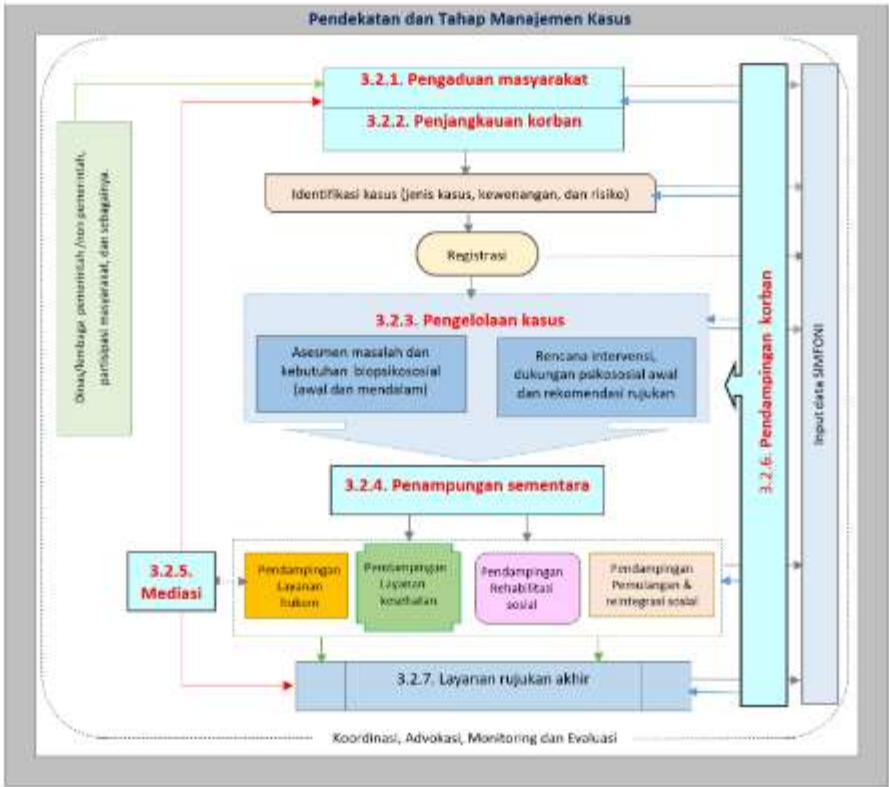 Pendekatan dan Tahap Manajemen Kasus
3.2.1. Pengaduan masyarakat
3.2.2. Penjangkauan korban
Dinas/lembaga pemerintah /non pemerintah,
partisipasi masyarakat, dan sebagainya.
Identifikasi kasus (jenis kasus, kewenangan, dan risiko)
Registrasi
3.2.3. Pengelolaan kasus
Asesmen masalah dan
kebutuhan biopsikososial
(awal dan mendalam)
Rencana intervensi,
dukungan psikososial awal
dan rekomendasi rujukan
3.2.4. Penampungan sementara
3.2.5.
Mediasi
Pendampingan
Layanan
hukum
Pendampingan
Layanan
kesehatan
Pendampingan
Rehabilitasi
sosial
Pendampingan
Pemulangan &
reintegrasi sosial
3.2.7. Layanan rujukan akhir
3.2.6. Pendampingan korban
Input data SIMFONI
Koordinasi, Advokasi, Monitoring dan Evaluasi